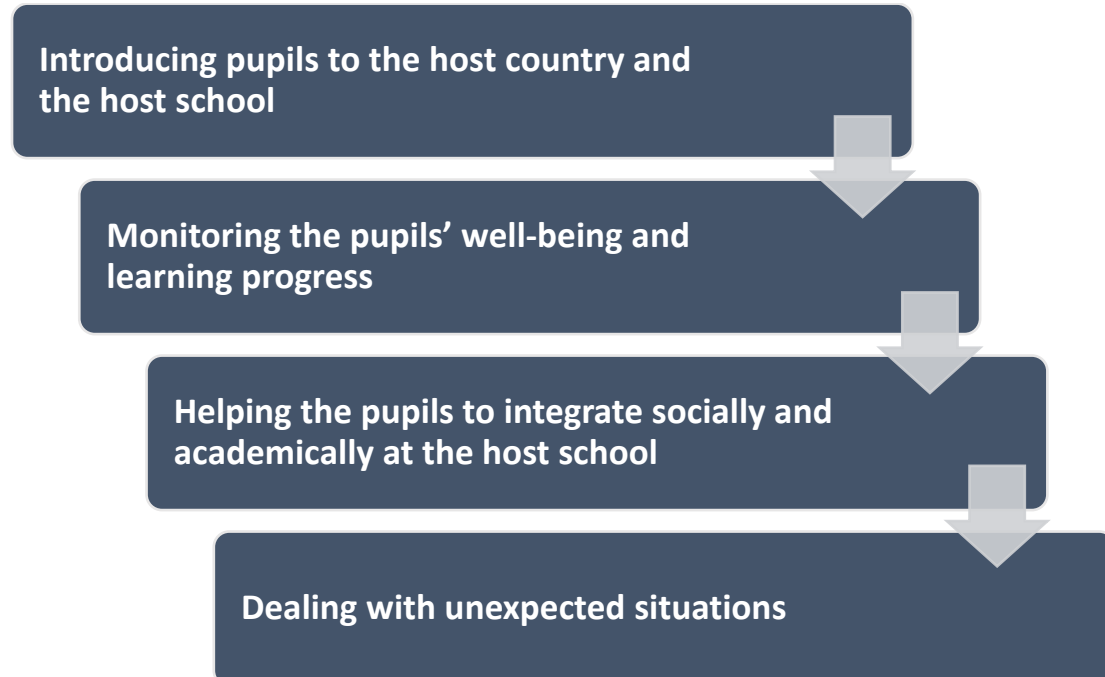 Introducing pupils to the host country and
the host school
Monitoring the pupils’ well-being and
learning progress
Helping the pupils to integrate socially and
academically at the host school
Dealing with unexpected situations